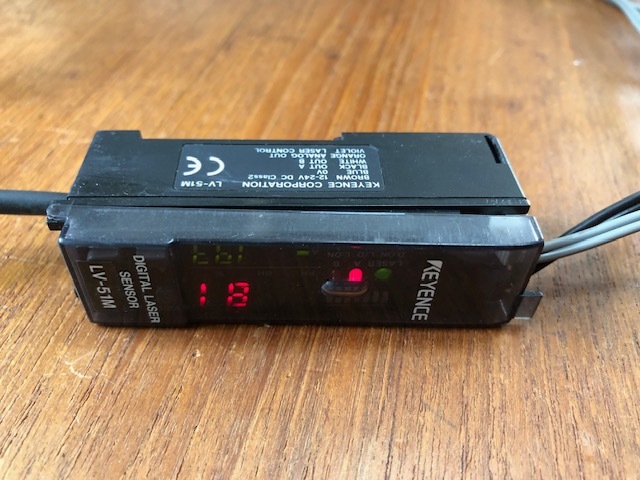 KEYENCE CORPORATION LV-51M
BROWN 12-24V DC Class2
BLUE 0V
BLACK OUT A
WHITE OUT B
ORANGE ANALOG OUT
VIOLET LASER CONTROL
CE
KEYENCE
LASER A B
DIGITAL LASER
SENSOR
LV-51M